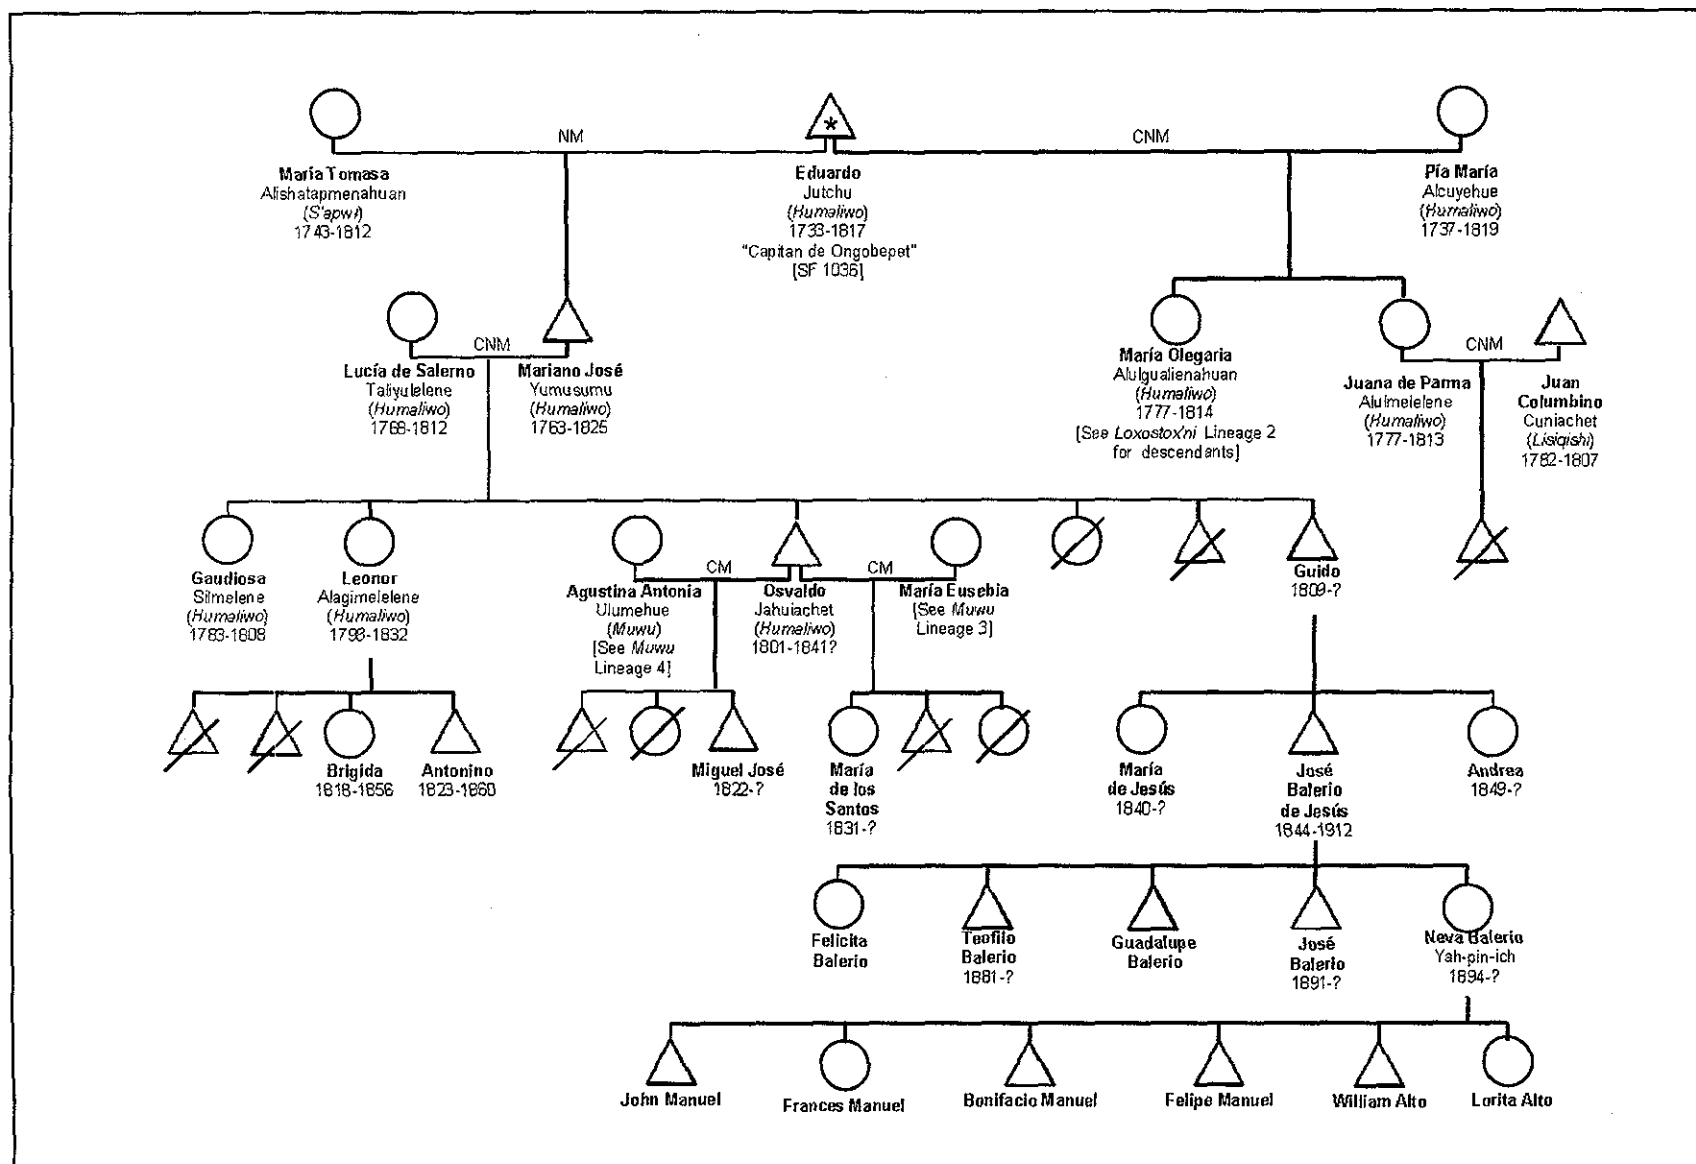 NM
CNM
*
María Tomasa
Alishatapmenahuan
(S'apwi)
1743-1812
Eduardo
Jutchu
(Humaliwo)
1733-1817
"Capitan de Ongobepet"
[SF 1036]
Pía María
Alcuyehue
(Humaliwo)
1737-1819
CNM
Lucía de Salerno
Taliyulelene
(Humaliwo)
1768-1812
Mariano José
Yumusumu
(Humaliwo)
1763-1825
María Olegaria
Alulgualienahuan
(Humaliwo)
1777-1814
[See Loxostox'ni Lineage 2
for descendants]
CNM
Juana de Parma
Alulmelelene
(Humaliwo)
1777-1813
Juan
Columbino
Cuniachet
(Lisiqishi)
1782-1807
Gaudiosa
Silmelene
(Humaliwo)
1783-1808
Leonor
Alagimelelene
(Humaliwo)
1798-1832
CM
CM
Agustina Antonia
Ulumehue
(Muwu)
[See Muwu
Lineage 4]
Osvaldo
Jahuiachet
(Humaliwo)
1801-1841?
María Eusebia
[See Muwu
Lineage 3]
Guido
1809-?
Brigida
1818-1856
Antonino
1823-1860
Miguel José
1822-?
María
de los
Santos
1831-?
María
de Jesús
1840-?
José
Balerio
de Jesús
1844-1912
Andrea
1849-?
Felicita
Balerio
Teofilo
Balerio
1881-?
Guadalupe
Balerio
José
Balerio
1891-?
Neva Balerio
Yah-pin-ich
1894-?
John Manuel
Frances Manuel
Bonifacio Manuel
Felipe Manuel
William Alto
Lorita Alto